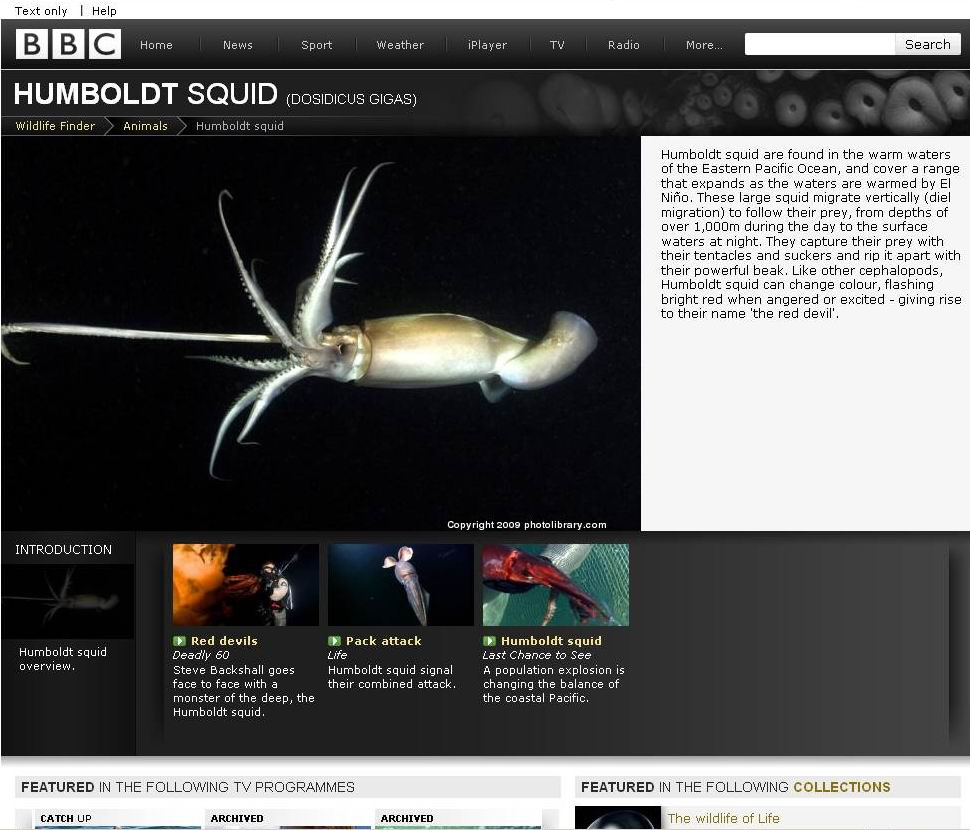 Text only | Help
BBC Home News Sport Weather iPlayer TV Radio More... Search
HUMBOLDT SQUID (DOSIDICUS GIGAS)
Wildlife Finder Animals Humboldt squid
Humboldt squid are found in the warm waters
of the Eastern Pacific Ocean, and cover a range
that expands as the waters are warmed by El
Niño. These large squid migrate vertically (diel
migration) to follow their prey, from depths of
over 1,000m during the day to the surface
waters at night. They capture their prey with
their tentacles and suckers and rip it apart with
their powerful beak. Like other cephalopods,
Humboldt squid can change colour, flashing
bright red when angered or excited - giving rise
to their name 'the red devil'.
Copyright 2009 photolibrary.com
INTRODUCTION
Humboldt squid
overview.
Red devils
Deadly 60
Steve Backshall goes
face to face with a
monster of the deep, the
Humboldt squid.
Pack attack
Life
Humboldt squid signal
their combined attack.
Humboldt squid
Last Chance to See
A population explosion is
changing the balance of
the coastal Pacific.
FEATURED IN THE FOLLOWING TV PROGRAMMES
CATCH UP
ARCHIVED
ARCHIVED
FEATURED IN THE FOLLOWING COLLECTIONS
The wildlife of Life